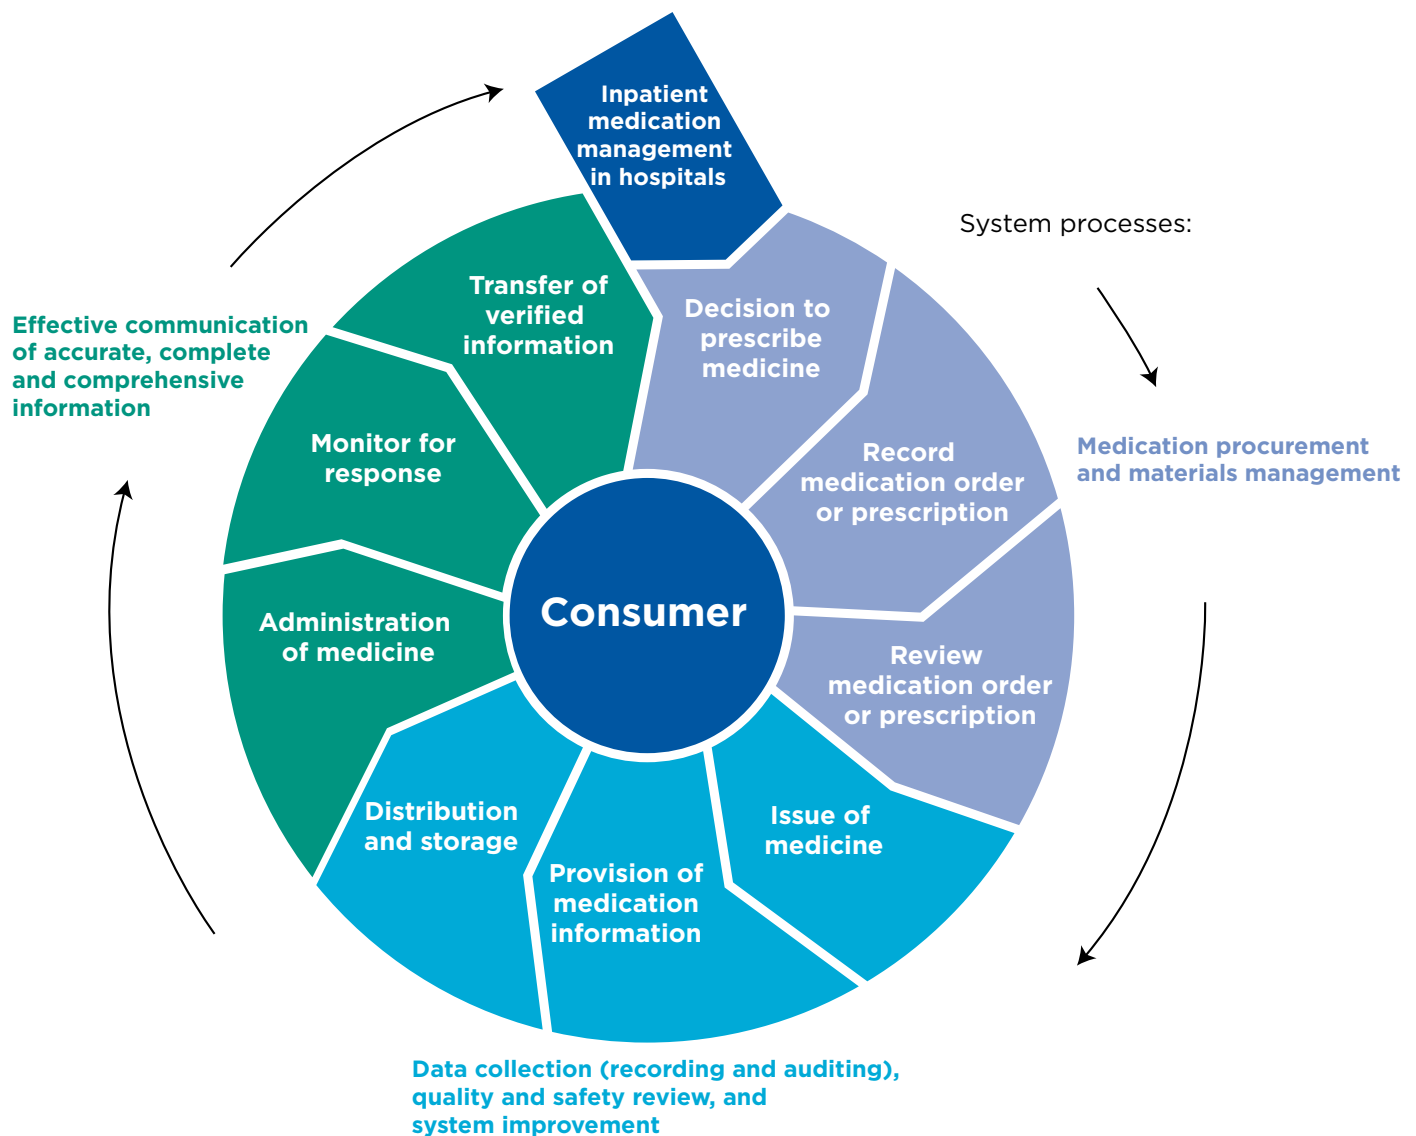 Inpatient
medication
management
in hospitals
System processes:
Decision to
prescribe
medicine
Record
medication order
or prescription
Medication procurement
and materials management
Review
medication order
or prescription
Issue of
medicine
Provision of
medication
information
Data collection (recording and auditing),
quality and safety review, and
system improvement
Distribution
and storage
Administration
of medicine
Monitor for
response
Effective communication
of accurate, complete
and comprehensive
information
Transfer of
verified
information
Consumer